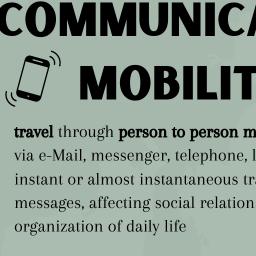 COMMUNICA
MOBILIT
travel through person to person m
via e-Mail, messenger, telephone, l
instant or almost instantaneous tra
messages, affecting social relation
organization of daily life